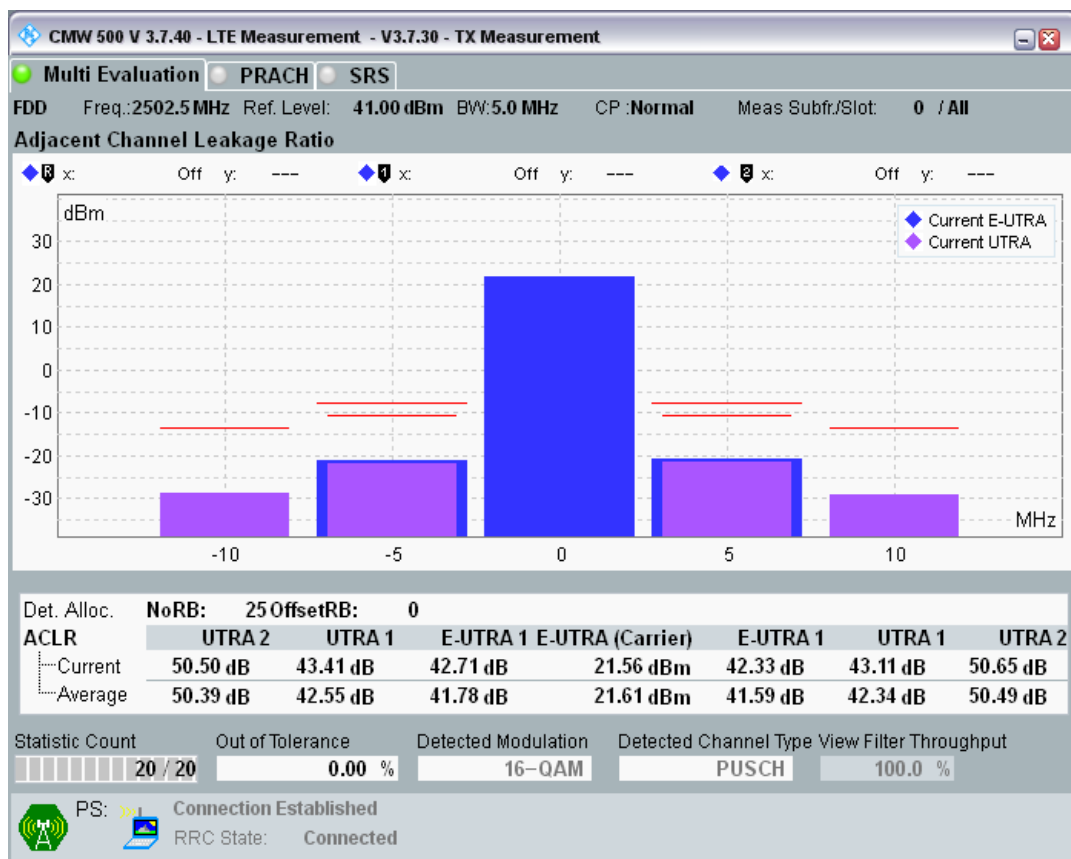 CMW 500 V 3.7.40 - LTE Measurement - V3.7.30 - TX Measurement
Multi Evaluation PRACH SRS
FDD Freq.:2502.5 MHz Ref. Level: 41.00 dBm BW:5.0 MHz CP :Normal Meas Subfr./Slot: 0 / All
Adjacent Channel Leakage Ratio
R x: Off y: --- 1 x: Off y: --- 2 x: Off y: ---
dBm
Current E-UTRA
Current UTRA
30
20
10
0
-10
-20
-30
MHz
-10 -5 0 5 10
Det. Alloc. NoRB: 25 OffsetRB: 0
ACLR UTRA 2 UTRA 1 E-UTRA 1 E-UTRA (Carrier) E-UTRA 1 UTRA 1 UTRA 2
Current 50.50 dB 43.41 dB 42.71 dB 21.56 dBm 42.33 dB 43.11 dB 50.65 dB
Average 50.39 dB 42.55 dB 41.78 dB 21.61 dBm 41.59 dB 42.34 dB 50.49 dB
Statistic Count Out of Tolerance Detected Modulation Detected Channel Type View Filter Throughput
20 / 20 0.00 % 16-QAM PUSCH 100.0 %
PS: Connection Established
RRC State: Connected